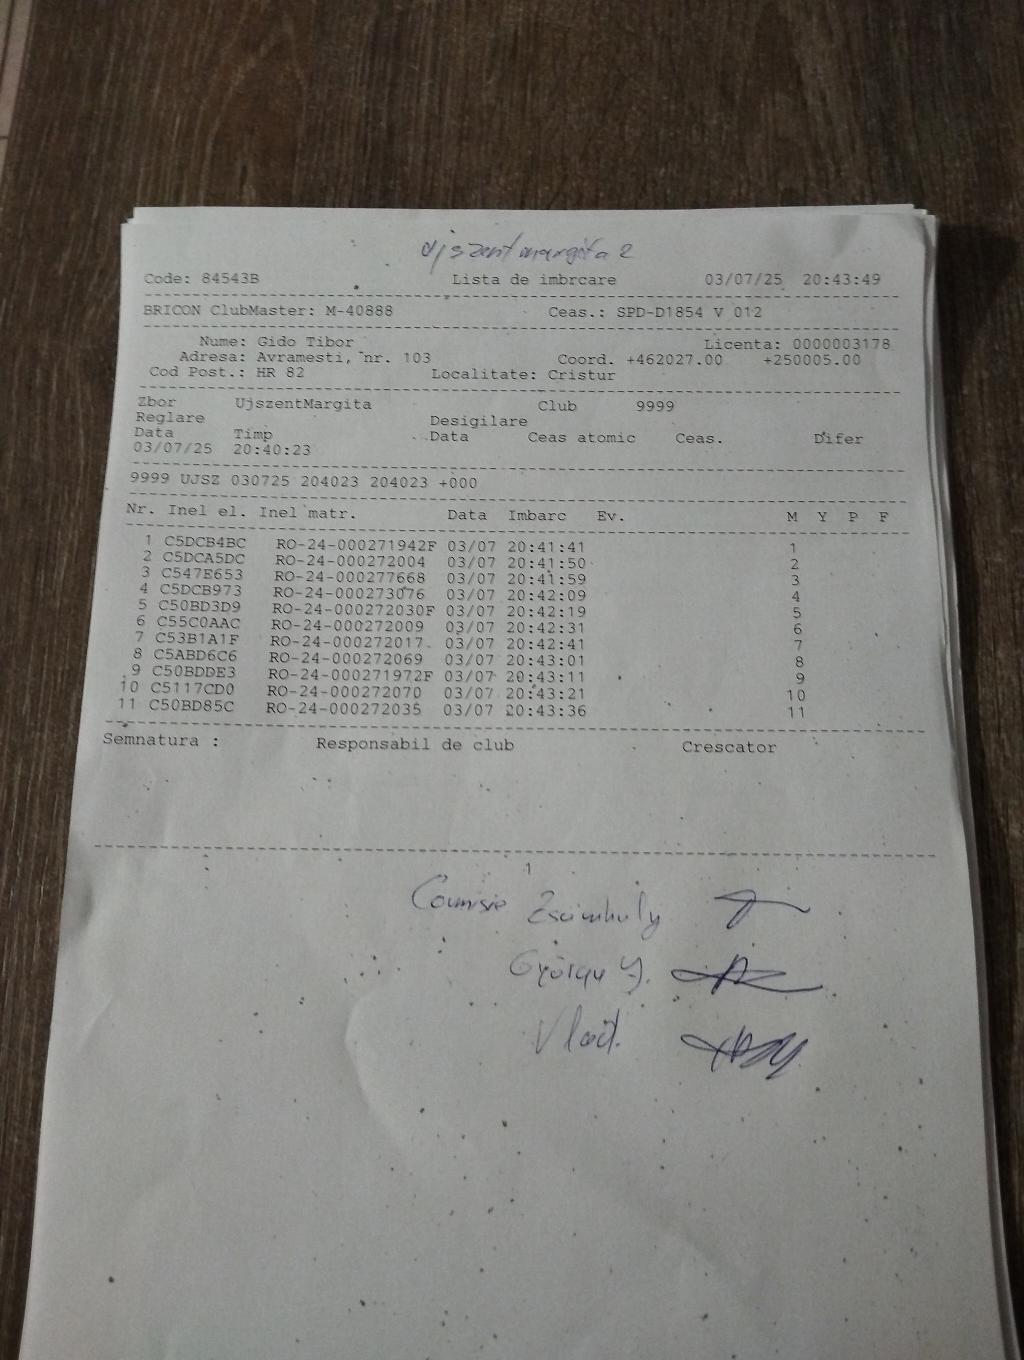 Ujszentmargita 2
Code: 84543B Lista de imbrcare 03/07/25 20:43:49
BRICON ClubMaster: M-40888 Ceas.: SPD-D1854 V 012
Nume: Gido Tibor Licenta: 0000003178
Adresa: Avramesti, nr. 103 Coord. +462027.00 +250005.00
Cod Post.: HR 82 Localitate: Cristur
Zbor UjszentMargita Club 9999
Reglare Desigilare
Data Timp Data Ceas atomic Ceas. Difer
03/07/25 20:40:23
9999 UJSZ 030725 204023 204023 +000
Nr. Inel el. Inel matr. Data Imbarc Ev. M Y P F
1 C5DCB4BC RO-24-000271942F 03/07 20:41:41 1
2 C5DCA5DC RO-24-000272004 03/07 20:41:50 2
3 C547E653 RO-24-000277668 03/07 20:41:59 3
4 C5DCB973 RO-24-000273076 03/07 20:42:09 4
5 C50BD3D9 RO-24-000272030F 03/07 20:42:19 5
6 C55C0AAC RO-24-000272009 03/07 20:42:31 6
7 C53B1A1F RO-24-000272017 03/07 20:42:41 7
8 C5ABD6C6 RO-24-000272069 03/07 20:43:01 8
9 C50BDDE3 RO-24-000271972F 03/07 20:43:11 9
10 C5117CD0 RO-24-000272070 03/07 20:43:21 10
11 C50BD85C RO-24-000272035 03/07 20:43:36 11
Semnatura : Responsabil de club Crescator
1
Comisie
Vlad.